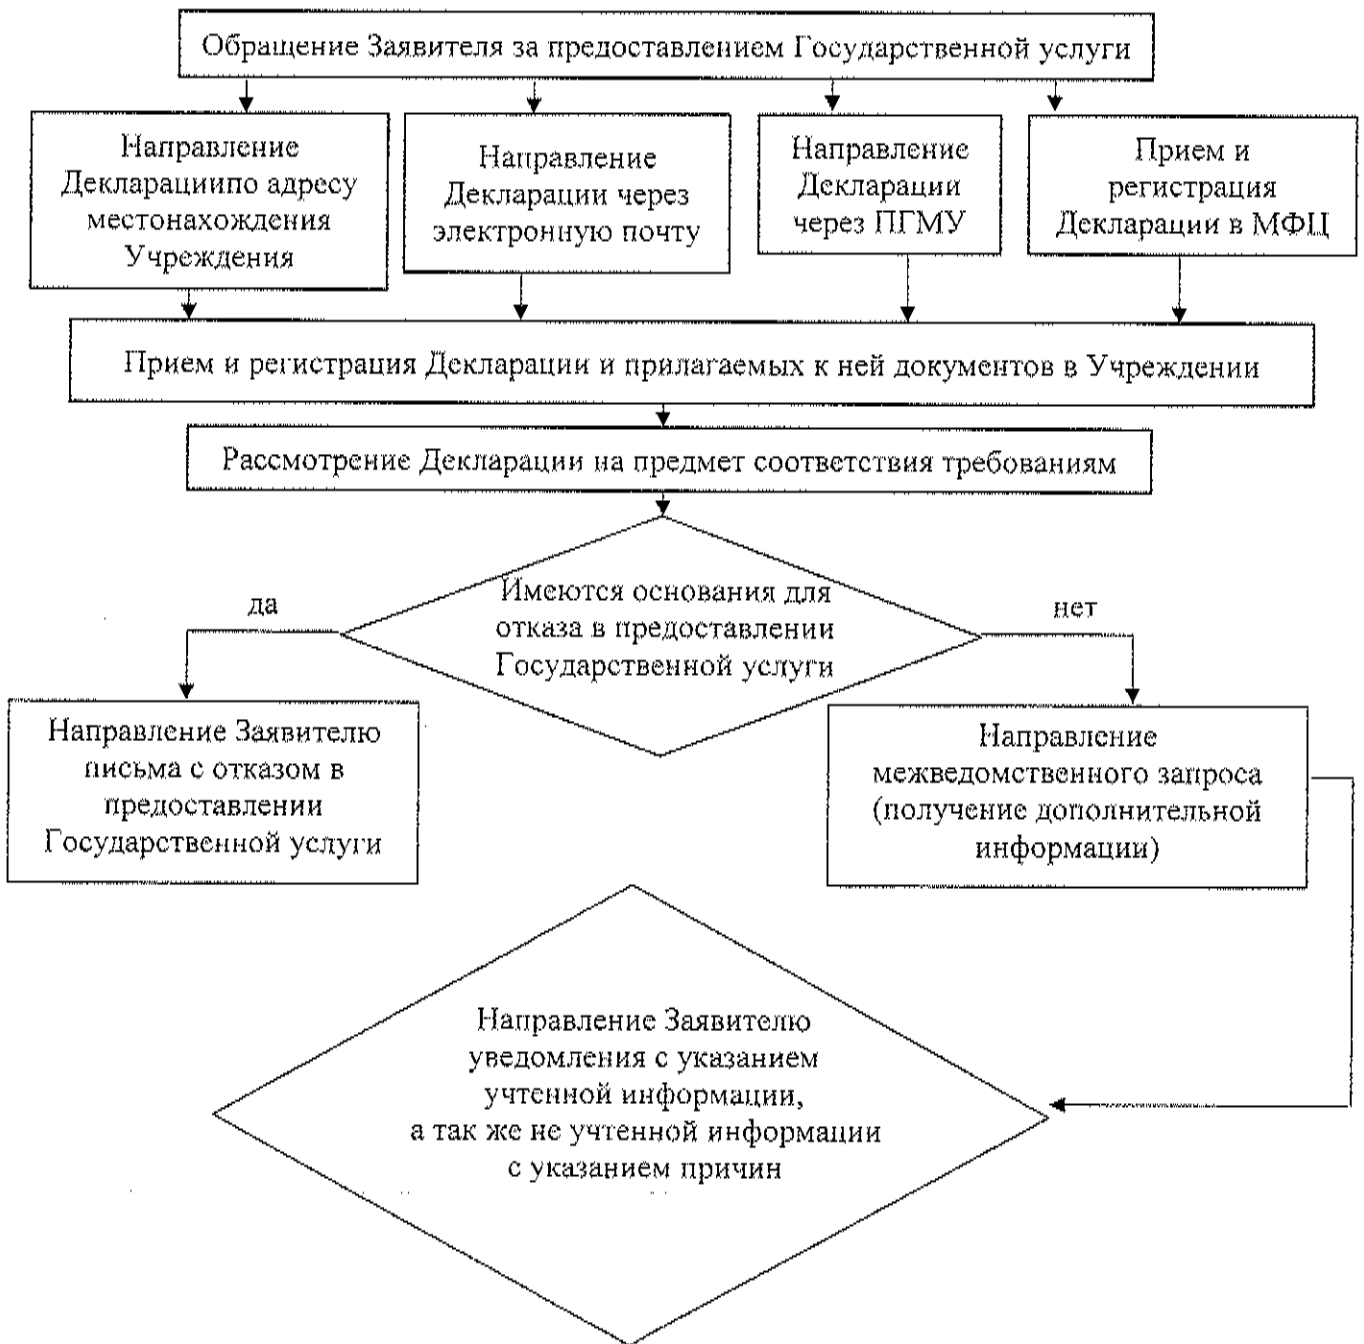 Обращение Заявителя за предоставлением Государственной услуги
Направление
Декларациипо адресу
местонахождения
Учреждения
Направление
Декларации через
электронную почту
Направление
Декларации
через ПГМУ
Прием и
регистрация
Декларации в МФЦ
Прием и регистрация Декларации и прилагаемых к ней документов в Учреждении
Рассмотрение Декларации на предмет соответствия требованиям
Имеются основания для
отказа в предоставлении
Государственной услуги
да
нет
Направление Заявителю
письма с отказом в
предоставлении
Государственной услуги
Направление
межведомственного запроса
(получение дополнительной
информации)
Направление Заявителю
уведомления с указанием
учтенной информации,
а так же не учтенной информации
с указанием причин